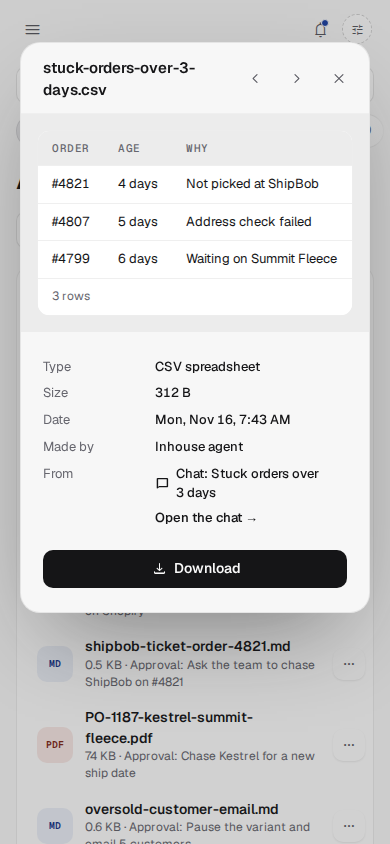 stuck-orders-over-3-
days.csv
ORDER AGE WHY
#4821 4 days Not picked at ShipBob
#4807 5 days Address check failed
#4799 6 days Waiting on Summit Fleece
3 rows
Type CSV spreadsheet
Size 312 B
Date Mon, Nov 16, 7:43 AM
Made by Inhouse agent
From Chat: Stuck orders over
3 days
Open the chat →
Download
on Shopify
MD shipbob-ticket-order-4821.md
0.5 KB · Approval: Ask the team to chase
ShipBob on #4821
PDF PO-1187-kestrel-summit-
fleece.pdf
74 KB · Approval: Chase Kestrel for a new
ship date
MD oversold-customer-email.md
0.6 KB · Approval: Pause the variant and
email 5 customers